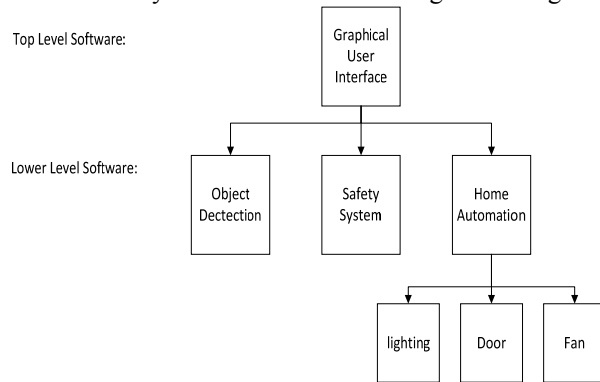 Top Level Software:
Graphical
User
Interface
Lower Level Software:
Object
Dectection
Safety
System
Home
Automation
lighting
Door
Fan